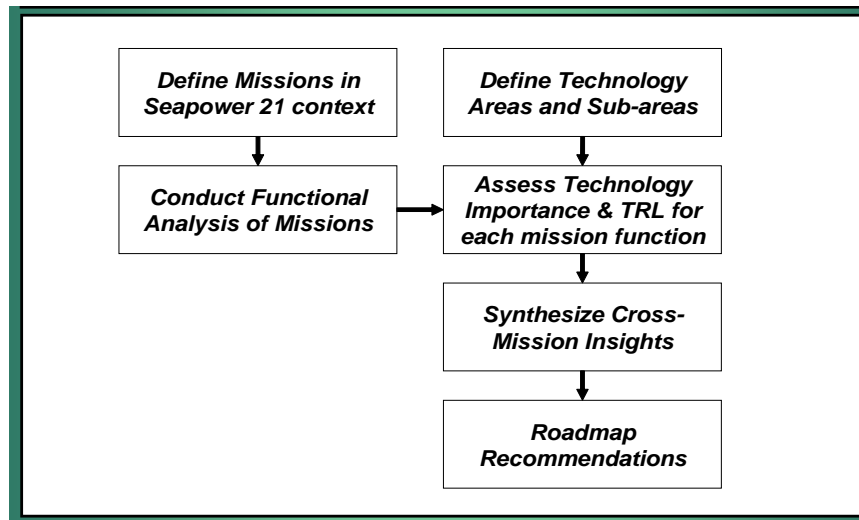 Define Missions in
Seapower 21 context
Define Technology
Areas and Sub-areas
Conduct Functional
Analysis of Missions
Assess Technology
Importance & TRL for
each mission function
Synthesize Cross-
Mission Insights
Roadmap
Recommendations